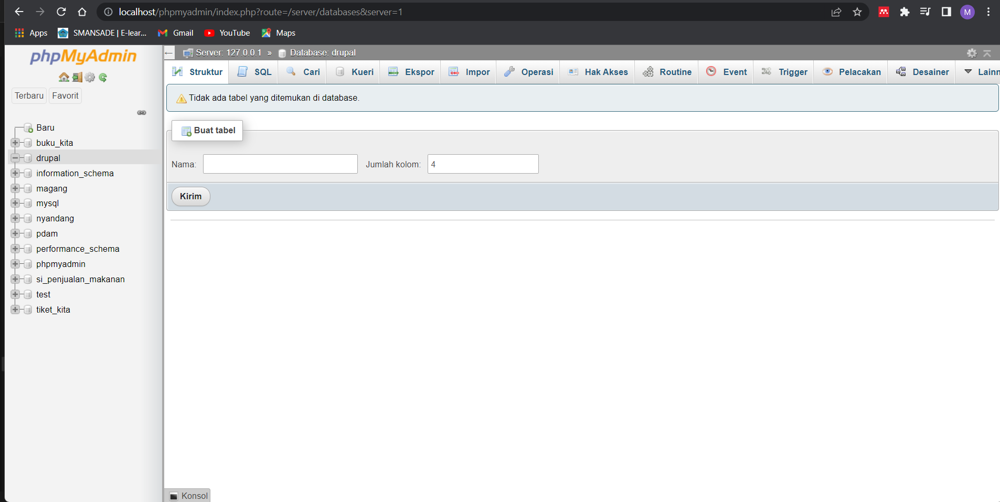 localhost/phpmyadmin/index.php?route=/server/databases&server=1
M
Apps SMANSADE | E-lear... Gmail YouTube Maps
phpMyAdmin
Terbaru Favorit
Baru
buku_kita
drupal
information_schema
magang
mysql
nyandang
pdam
performance_schema
phpmyadmin
si_penjualan_makanan
test
tiket_kita
Server: 127.0.0.1 » Database: drupal
Struktur SQL Cari Kueri Ekspor Impor Operasi Hak Akses Routine Event Trigger Pelacakan Desainer Lainn
Tidak ada tabel yang ditemukan di database.
Buat tabel
Nama: Jumlah kolom: 4
Kirim
Konsol